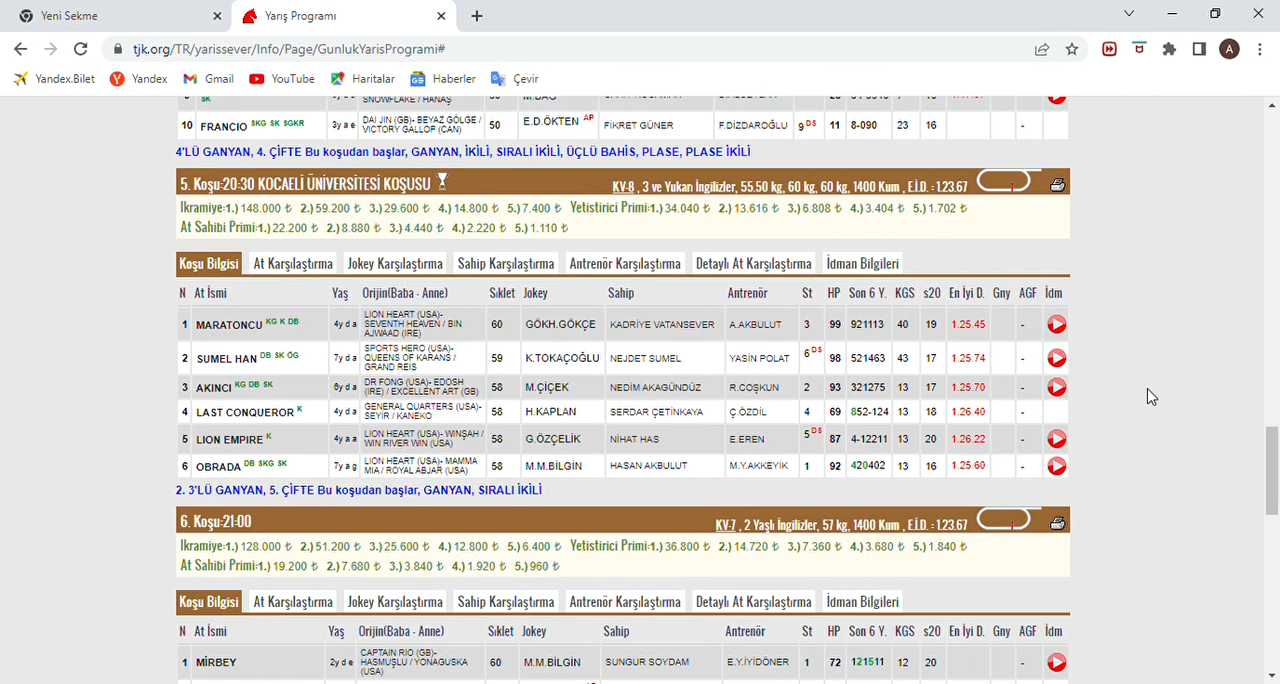 Yeni Sekme
Yarış Programı
tjk.org/TR/yarissever/Info/Page/GunlukYarisProgrami#
A
Yandex.Bilet Yandex Gmail YouTube Haritalar Haberler Çevir
SK SNOWFLAKE / HANAŞ
10 FRANCIO SKG SK SGKR 3y a e DAI JIN (GB)- BEYAZ GÖLGE / VICTORY GALLOP (CAN) 50 E.D.ÖKTEN AP FİKRET GÜNER F.DİZDAROĞLU 9 DS 11 8-090 23 16 -
4'LÜ GANYAN, 4. ÇİFTE Bu koşudan başlar, GANYAN, İKİLİ, SIRALI İKİLİ, ÜÇLÜ BAHİS, PLASE, PLASE İKİLİ
5. Koşu:20:30 KOCAELİ ÜNİVERSİTESİ KOŞUSU KV-8 , 3 ve Yukarı İngilizler, 55.50 kg, 60 kg, 60 kg, 1400 Kum , E.İ.D. : 1.23.67
Ikramiye:1.) 148.000 ₺ 2.) 59.200 ₺ 3.) 29.600 ₺ 4.) 14.800 ₺ 5.) 7.400 ₺ Yetistirici Primi:1.) 34.040 ₺ 2.) 13.616 ₺ 3.) 6.808 ₺ 4.) 3.404 ₺ 5.) 1.702 ₺
At Sahibi Primi:1.) 22.200 ₺ 2.) 8.880 ₺ 3.) 4.440 ₺ 4.) 2.220 ₺ 5.) 1.110 ₺
Koşu Bilgisi At Karşılaştırma Jokey Karşılaştırma Sahip Karşılaştırma Antrenör Karşılaştırma Detaylı At Karşılaştırma İdman Bilgileri
N At İsmi Yaş Orijin(Baba - Anne) Sıklet Jokey Sahip Antrenör St HP Son 6 Y. KGS s20 En İyi D. Gny AGF İdm
1 MARATONCU KG K DB 4y d a LION HEART (USA)- SEVENTH HEAVEN / BIN AJWAAD (IRE) 60 GÖKH.GÖKÇE KADRİYE VATANSEVER A.AKBULUT 3 99 921113 40 19 1.25.45 -
2 SUMEL HAN DB SK ÖG 7y d a SPORTS HERO (USA)- QUEENS OF KARANS / GRAND REIS 59 K.TOKAÇOĞLU NEJDET SUMEL YASİN POLAT 6 DS 98 521463 43 17 1.25.74 -
3 AKINCI KG DB SK 6y d a DR FONG (USA)- EDOSH (IRE) / EXCELLENT ART (GB) 58 M.ÇİÇEK NEDİM AKAGÜNDÜZ R.COŞKUN 2 93 321275 13 17 1.25.70 -
4 LAST CONQUEROR K 4y d a GENERAL QUARTERS (USA)- SEYİR / KANEKO 58 H.KAPLAN SERDAR ÇETİNKAYA Ç.ÖZDİL 4 69 852-124 13 18 1.26.40 -
5 LION EMPIRE K 4y a a LION HEART (USA)- WINŞAH / WIN RIVER WIN (USA) 58 G.ÖZÇELİK NİHAT HAS E.EREN 5 DS 87 4-12211 13 20 1.26.22 -
6 OBRADA DB SKG SK 7y a g LION HEART (USA)- MAMMA MIA / ROYAL ABJAR (USA) 58 M.M.BİLGİN HASAN AKBULUT M.Y.AKKEYİK 1 92 420402 13 16 1.25.60 -
2. 3'LÜ GANYAN, 5. ÇİFTE Bu koşudan başlar, GANYAN, SIRALI İKİLİ
6. Koşu:21:00 KV-7 , 2 Yaşlı İngilizler, 57 kg, 1400 Kum , E.İ.D. : 1.23.67
Ikramiye:1.) 128.000 ₺ 2.) 51.200 ₺ 3.) 25.600 ₺ 4.) 12.800 ₺ 5.) 6.400 ₺ Yetistirici Primi:1.) 36.800 ₺ 2.) 14.720 ₺ 3.) 7.360 ₺ 4.) 3.680 ₺ 5.) 1.840 ₺
At Sahibi Primi:1.) 19.200 ₺ 2.) 7.680 ₺ 3.) 3.840 ₺ 4.) 1.920 ₺ 5.) 960 ₺
Koşu Bilgisi At Karşılaştırma Jokey Karşılaştırma Sahip Karşılaştırma Antrenör Karşılaştırma Detaylı At Karşılaştırma İdman Bilgileri
N At İsmi Yaş Orijin(Baba - Anne) Sıklet Jokey Sahip Antrenör St HP Son 6 Y. KGS s20 En İyi D. Gny AGF İdm
1 MİRBEY 2y d e CAPTAIN RIO (GB)- HASMUŞLU / YONAGUSKA (USA) 60 M.M.BİLGİN SUNGUR SOYDAM E.Y.İYİDÖNER 1 72 121511 12 20 -